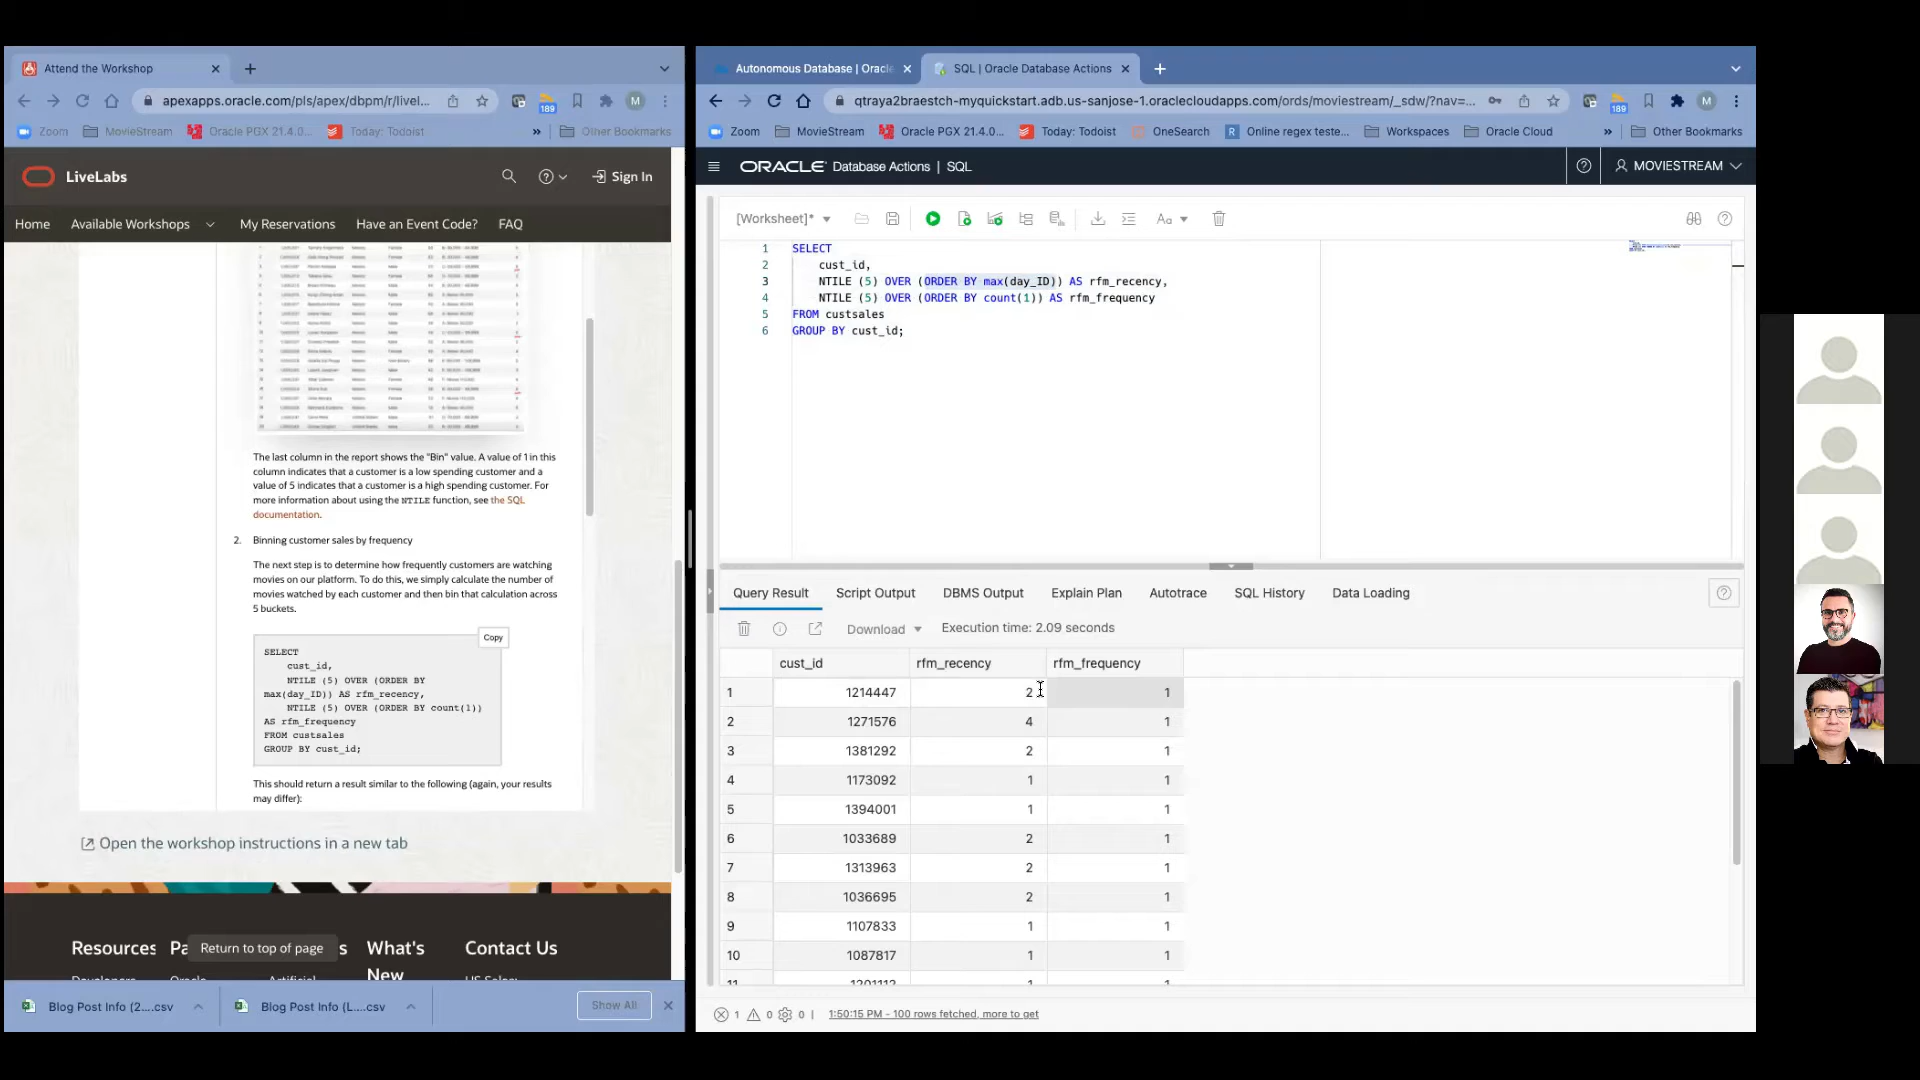 Attend the Workshop
apexapps.oracle.com/pls/apex/dbpm/r/livel...
189
M
Zoom
MovieStream
Oracle PGX 21.4.0...
Today: Todoist
»
Other Bookmarks
LiveLabs
Sign In
Home
Available Workshops
My Reservations
Have an Event Code?
FAQ
The last column in the report shows the "Bin" value. A value of 1 in this
column indicates that a customer is a low spending customer and a
value of 5 indicates that a customer is a high spending customer. For
more information about using the NTILE function, see the SQL
documentation.
2. Binning customer sales by frequency
The next step is to determine how frequently customers are watching
movies on our platform. To do this, we simply calculate the number of
movies watched by each customer and then bin that calculation across
5 buckets.
Copy
SELECT
cust_id,
NTILE (5) OVER (ORDER BY
max(day_ID)) AS rfm_recency,
NTILE (5) OVER (ORDER BY count(1))
AS rfm_frequency
FROM custsales
GROUP BY cust_id;
This should return a result similar to the following (again, your results
may differ):
Open the workshop instructions in a new tab
Resources
Pa
Return to top of page
s
What's
New
Contact Us
Blog Post Info (2....csv
Blog Post Info (L....csv
Show All
Autonomous Database | Oracle
SQL | Oracle Database Actions
qtraya2braestch-myquickstart.adb.us-sanjose-1.oraclecloudapps.com/ords/moviestream/_sdw/?nav=...
189
M
Zoom
MovieStream
Oracle PGX 21.4.0...
Today: Todoist
OneSearch
R Online regex teste...
Workspaces
Oracle Cloud
»
Other Bookmarks
ORACLE Database Actions | SQL
MOVIESTREAM
[Worksheet]*
Aa
1 SELECT
2 cust_id,
3 NTILE (5) OVER (ORDER BY max(day_ID)) AS rfm_recency,
4 NTILE (5) OVER (ORDER BY count(1)) AS rfm_frequency
5 FROM custsales
6 GROUP BY cust_id;
Query Result
Script Output
DBMS Output
Explain Plan
Autotrace
SQL History
Data Loading
Download
Execution time: 2.09 seconds
cust_id rfm_recency rfm_frequency
1 1214447 2 1
2 1271576 4 1
3 1381292 2 1
4 1173092 1 1
5 1394001 1 1
6 1033689 2 1
7 1313963 2 1
8 1036695 2 1
9 1107833 1 1
10 1087817 1 1
1 0 0 | 1:50:15 PM - 100 rows fetched, more to get